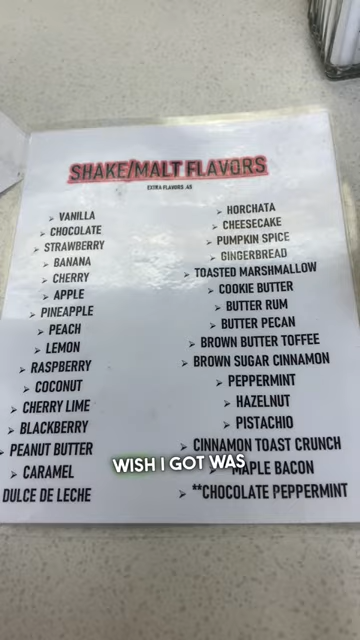 SHAKE/MALT FLAVORS
EXTRA FLAVORS .45
VANILLA
CHOCOLATE
STRAWBERRY
BANANA
CHERRY
APPLE
PINEAPPLE
PEACH
LEMON
RASPBERRY
COCONUT
CHERRY LIME
BLACKBERRY
PEANUT BUTTER
CARAMEL
DULCE DE LECHE
HORCHATA
CHEESECAKE
PUMPKIN SPICE
GINGERBREAD
TOASTED MARSHMALLOW
COOKIE BUTTER
BUTTER RUM
BUTTER PECAN
BROWN BUTTER TOFFEE
BROWN SUGAR CINNAMON
PEPPERMINT
HAZELNUT
PISTACHIO
CINNAMON TOAST CRUNCH
MAPLE BACON
**CHOCOLATE PEPPERMINT
WISH I GOT WAS